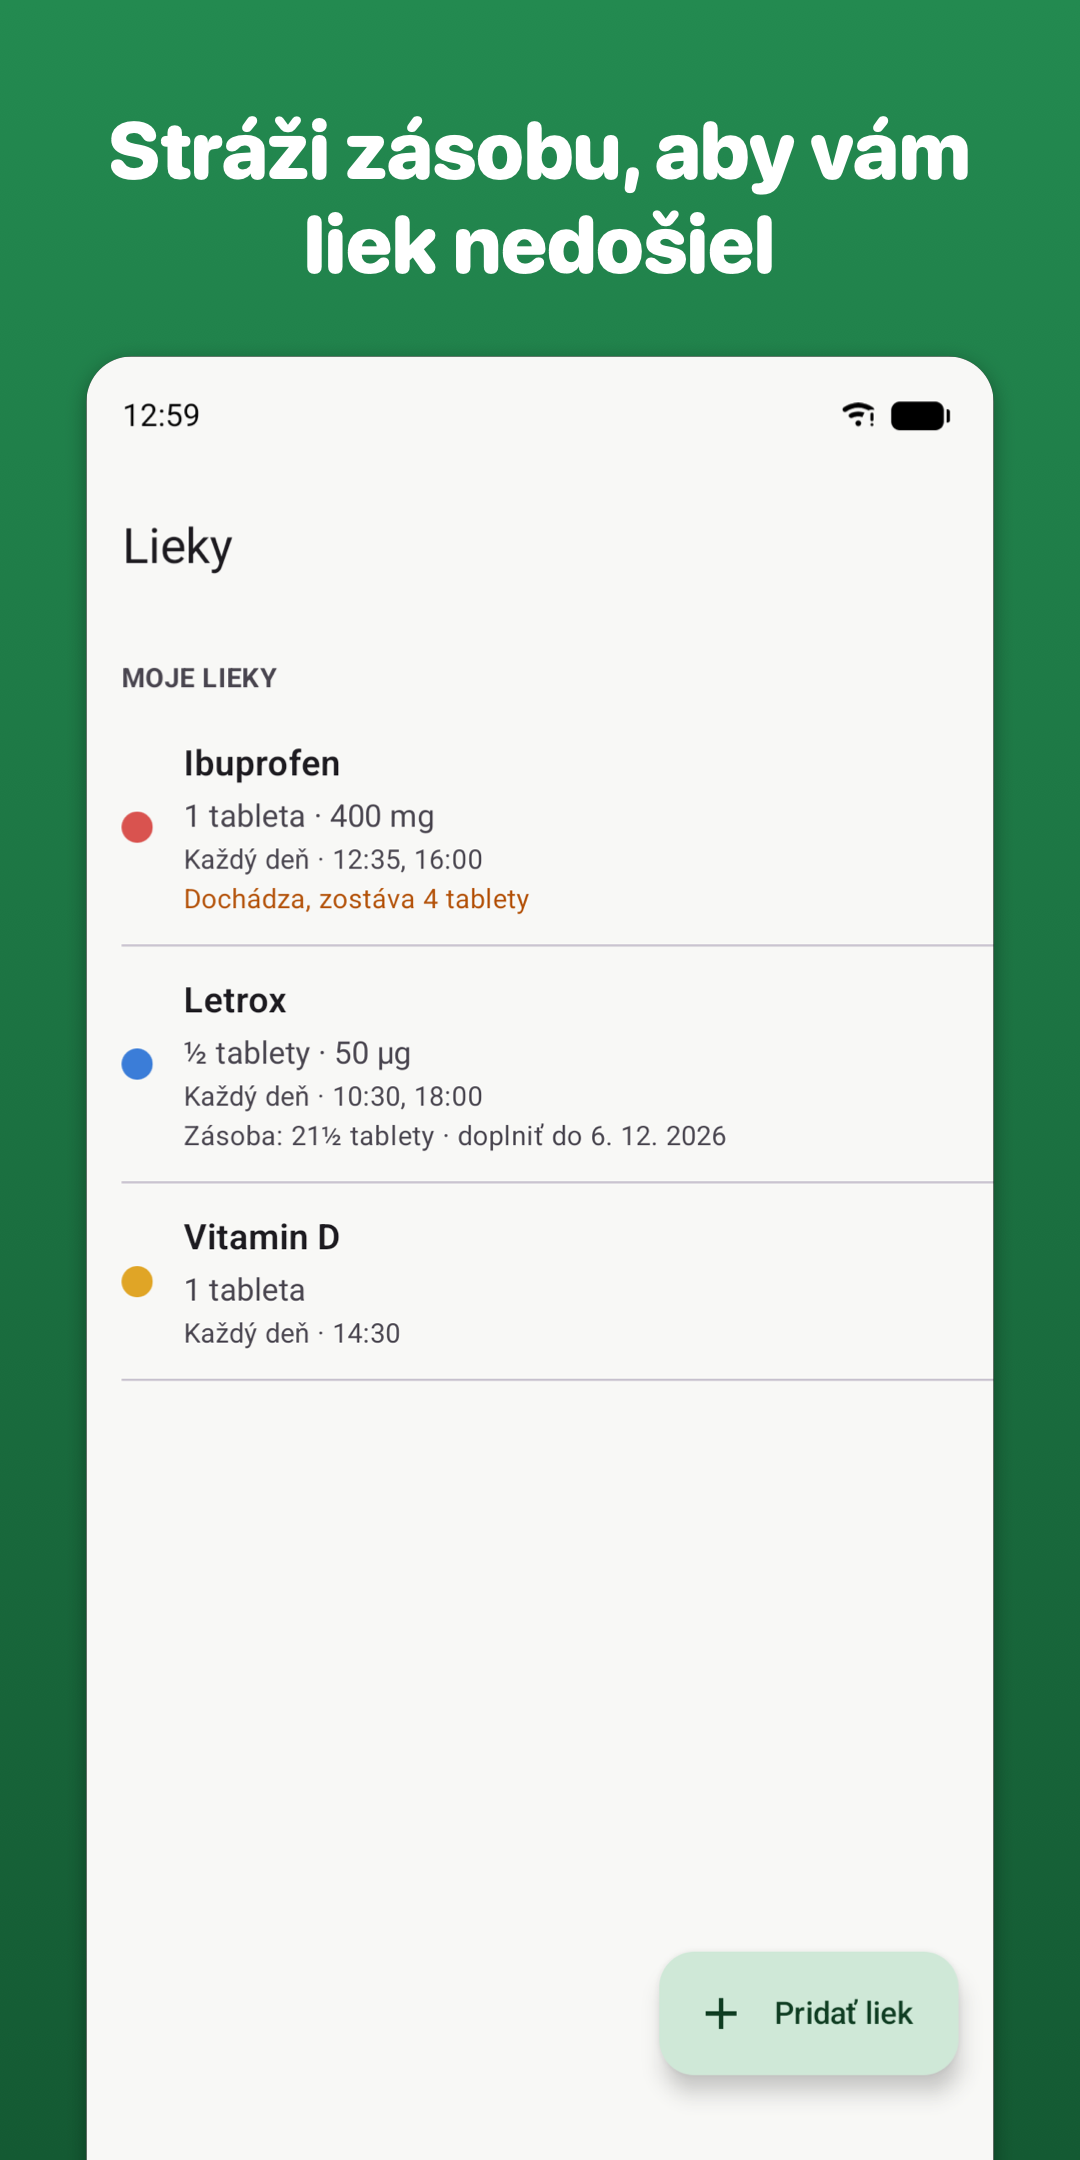 Stráži zásobu, aby vám
liek nedošiel
12:59
Lieky
MOJE LIEKY
Ibuprofen
1 tableta · 400 mg
Každý deň · 12:35, 16:00
Dochádza, zostáva 4 tablety
Letrox
½ tablety · 50 µg
Každý deň · 10:30, 18:00
Zásoba: 21½ tablety · doplniť do 6. 12. 2026
Vitamin D
1 tableta
Každý deň · 14:30
+ Pridať liek